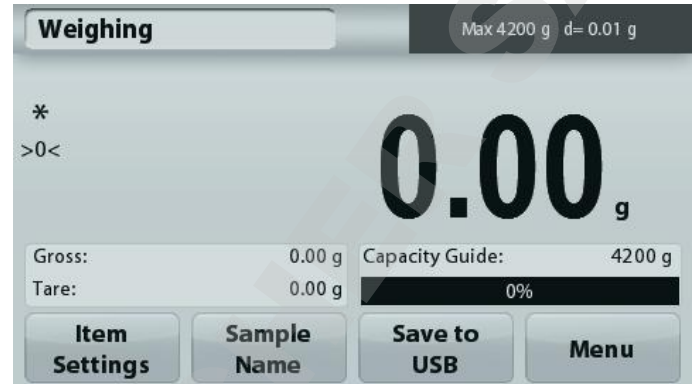 Weighing
Max 4200 g d= 0.01 g
*
>0<
0.00 g
Gross: 0.00 g
Tare: 0.00 g
Capacity Guide: 4200 g
0%
Item
Settings
Sample
Name
Save to
USB
Menu